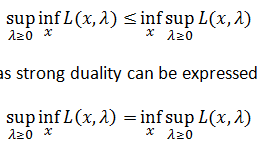 sup inf L(x, λ) ≤ inf sup L(x, λ)
λ≥0 x x λ≥0
as strong duality can be expressed
sup inf L(x, λ) = inf sup L(x, λ)
λ≥0 x x λ≥0